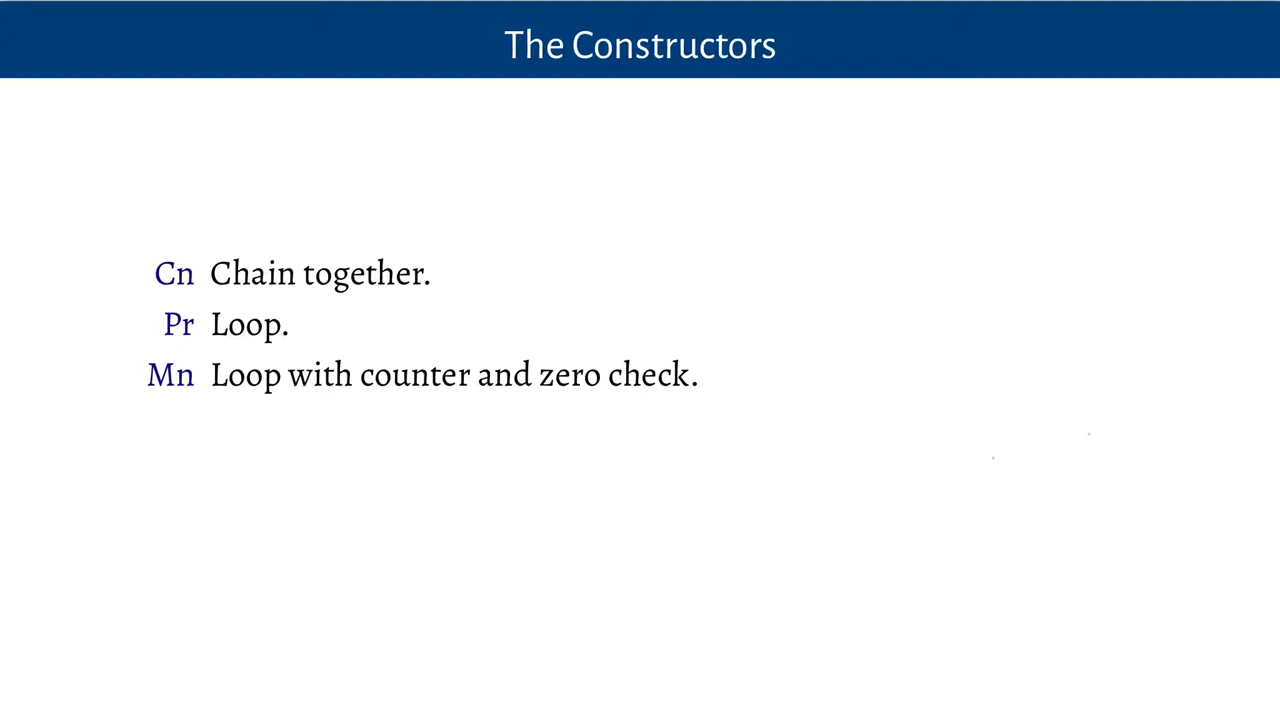 The Constructors
Cn Chain together.
Pr Loop.
Mn Loop with counter and zero check.